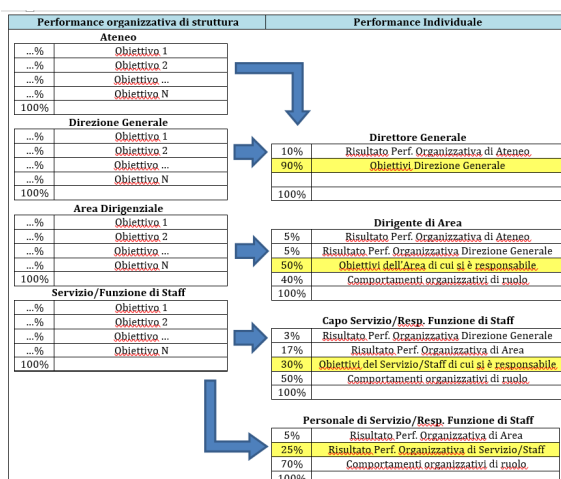 Performance organizzativa di struttura
Performance Individuale
Ateneo
...% Obiettivo 1
...% Obiettivo 2
...% Obiettivo ...
...% Obiettivo N
100%
Direzione Generale
...% Obiettivo 1
...% Obiettivo 2
...% Obiettivo ...
...% Obiettivo N
100%
Direttore Generale
10% Risultato Perf. Organizzativa di Ateneo
90% Obiettivi Direzione Generale
100%
Area Dirigenziale
...% Obiettivo 1
...% Obiettivo 2
...% Obiettivo ...
...% Obiettivo N
100%
Dirigente di Area
5% Risultato Perf. Organizzativa di Ateneo
5% Risultato Perf. Organizzativa Direzione Generale
50% Obiettivi dell'Area di cui si è responsabile
40% Comportamenti organizzativi di ruolo
100%
Servizio/Funzione di Staff
...% Obiettivo 1
...% Obiettivo 2
...% Obiettivo ...
...% Obiettivo N
100%
Capo Servizio/Resp. Funzione di Staff
3% Risultato Perf. Organizzativa Direzione Generale
17% Risultato Perf. Organizzativa di Area
30% Obiettivi del Servizio/Staff di cui si è responsabile
50% Comportamenti organizzativi di ruolo
100%
Personale di Servizio/Resp. Funzione di Staff
5% Risultato Perf. Organizzativa di Area
25% Risultato Perf. Organizzativa di Servizio/Staff
70% Comportamenti organizzativi di ruolo
100%